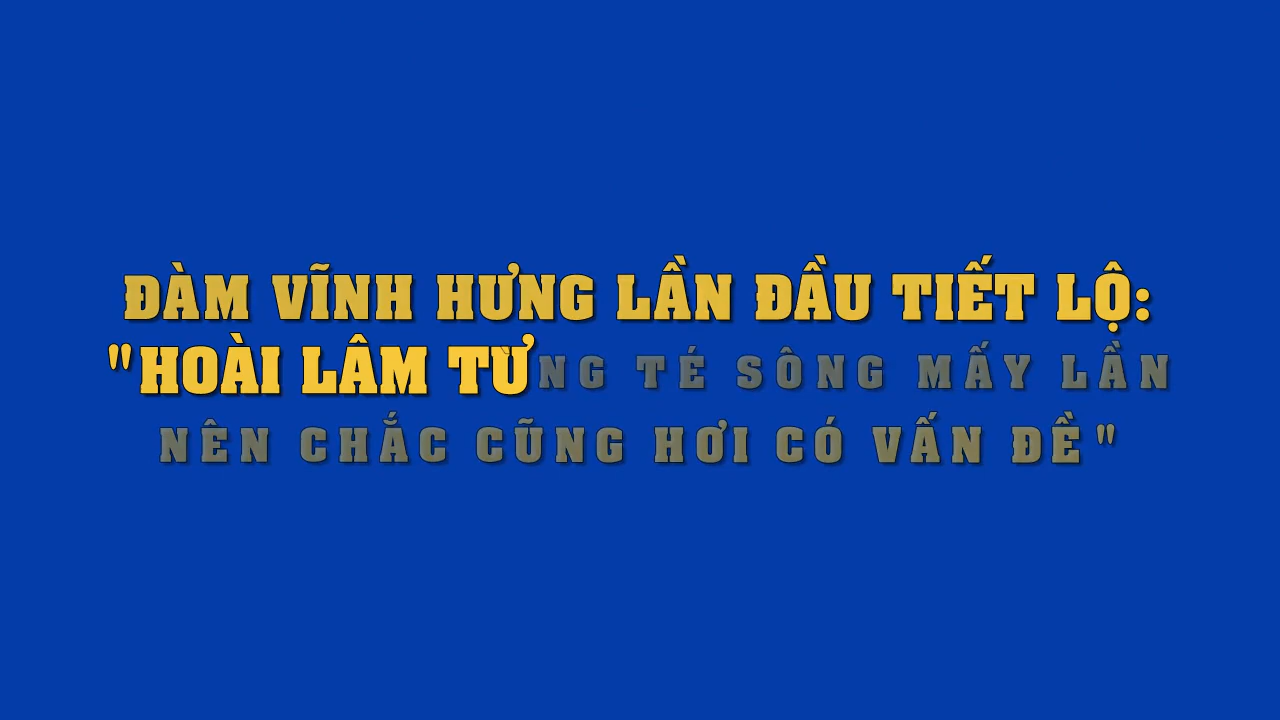 ĐÀM VĨNH HƯNG LẦN ĐẦU TIẾT LỘ:
"HOÀI LÂM TỪNG TÉ SÔNG MẤY LẦN
NÊN CHẮC CŨNG HƠI CÓ VẤN ĐỀ"